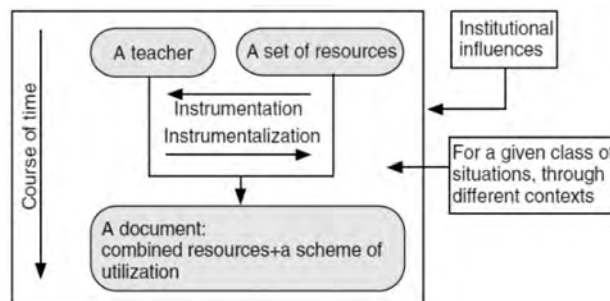 A teacher
A set of resources
Institutional
influences
Instrumentation
Instrumentalization
Course of time
For a given class of
situations, through
different contexts
A document:
combined resources+a scheme of
utilization